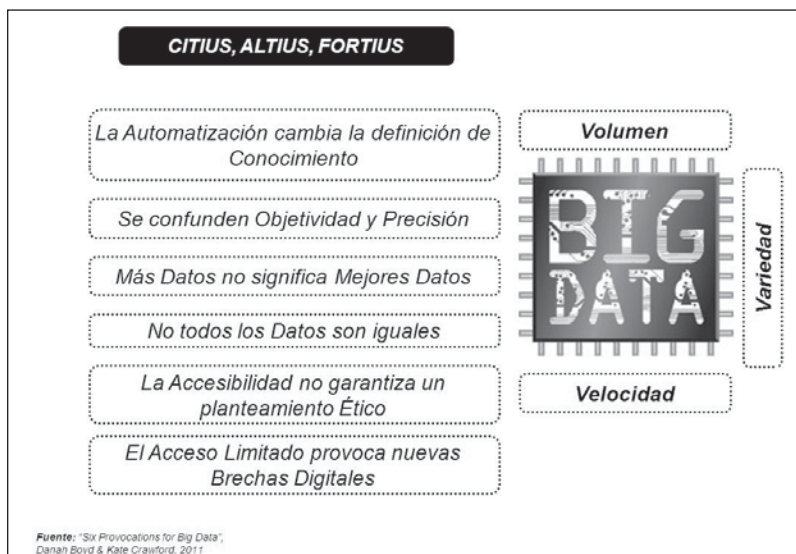 CITIUS, ALTIUS, FORTIUS
La Automatización cambia la definición de
Conocimiento
Se confunden Objetividad y Precisión
Más Datos no significa Mejores Datos
No todos los Datos son iguales
La Accesibilidad no garantiza un
planteamiento Ético
El Acceso Limitado provoca nuevas
Brechas Digitales
Volumen
BIG
DATA
Variedad
Velocidad
Fuente: "Six Provocations for Big Data",
Danah Boyd & Kate Crawford, 2011